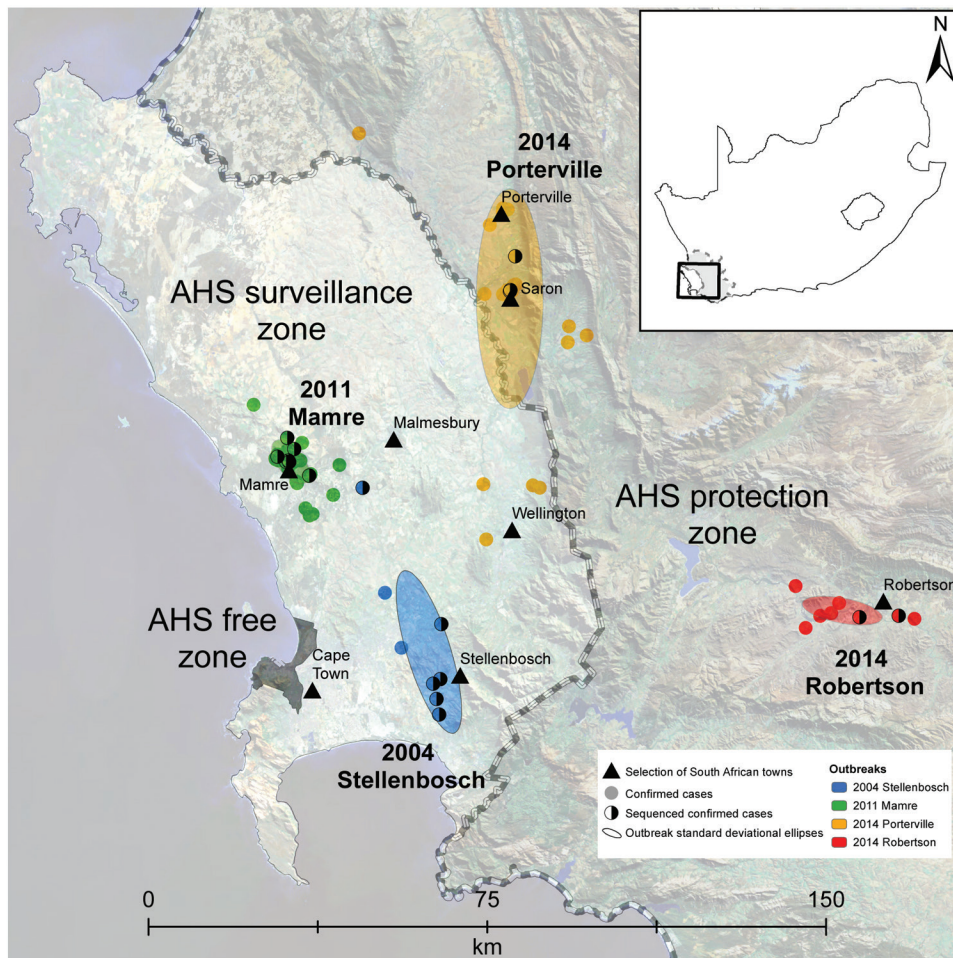 N
2014
Porterville
Porterville
Saron
AHS surveillance
zone
2011
Mamre
Malmesbury
Mamre
Wellington
AHS protection
zone
Robertson
AHS free
zone
Cape
Town
Stellenbosch
2014
Robertson
2004
Stellenbosch
Selection of South African towns
Confirmed cases
Sequenced confirmed cases
Outbreak standard deviational ellipses
Outbreaks
2004 Stellenbosch
2011 Mamre
2014 Porterville
2014 Robertson
0
75
150
km